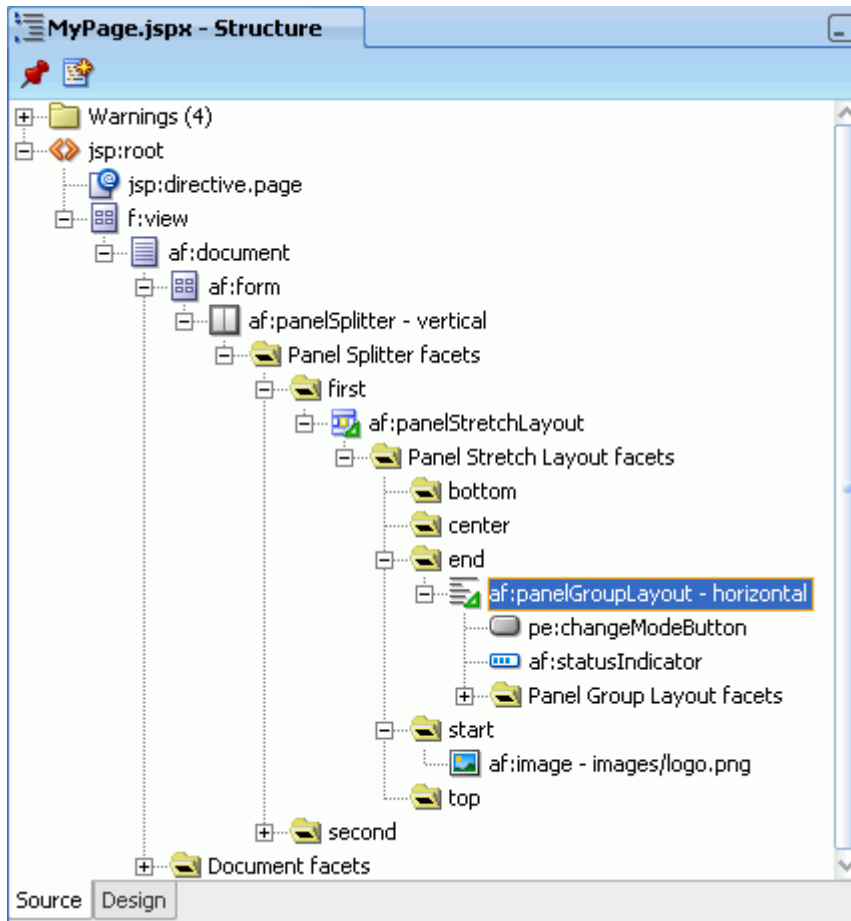 MyPage.jspx - Structure
Warnings (4)
jsp:root
jsp:directive.page
f:view
af:document
af:form
af:panelSplitter - vertical
Panel Splitter facets
first
af:panelStretchLayout
Panel Stretch Layout facets
bottom
center
end
af:panelGroupLayout - horizontal
pe:changeModeButton
af:statusIndicator
Panel Group Layout facets
start
af:image - images/logo.png
top
second
Document facets
Source Design